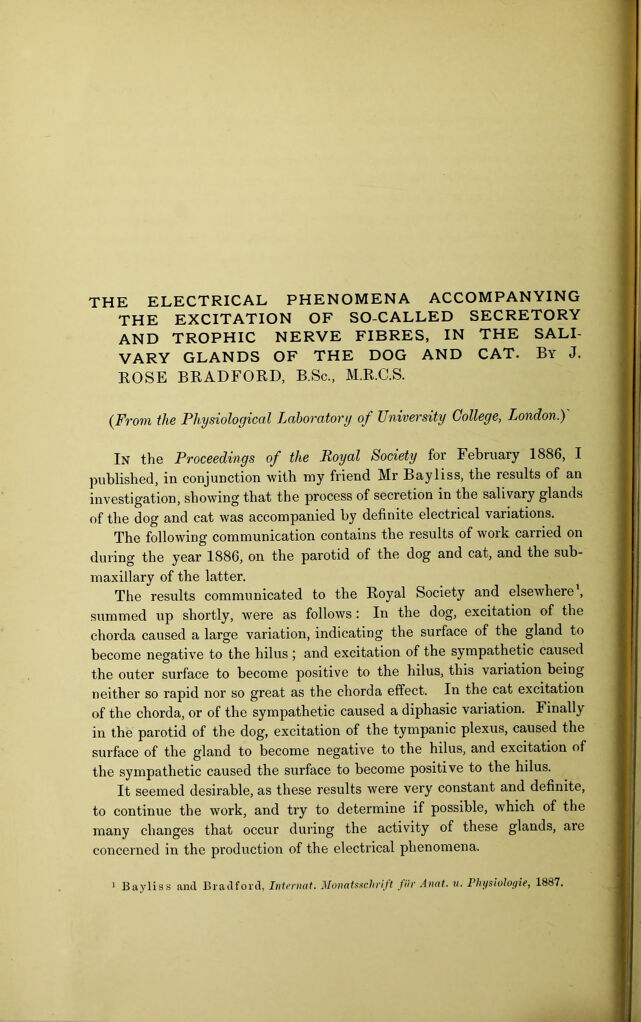 THE ELECTRICAL PHENOMENA ACCOMPANYING
THE EXCITATION OF SO-CALLED SECRETORY
AND TROPHIC NERVE FIBRES, IN THE SALI-
VARY GLANDS OF THE DOG AND CAT. By J.
ROSE BRADFORD, B.Sc., M.R.C.S.
(From the Physiological Laboratory of University College, London.)
In the Proceedings of the Royal Society for February 1886, I
published, in conjunction with my friend Mr Bayliss, the results of an
investigation, showing that the process of secretion in the salivary glands
of the dog and cat was accompanied by definite electrical variations.
The following communication contains the results of work carried on
during the year 1886, on the parotid of the dog and cat, and the sub-
maxillary of the latter.
The results communicated to the Royal Society and elsewhere¹,
summed up shortly, were as follows: In the dog, excitation of the
chorda caused a large variation, indicating the surface of the gland to
become negative to the hilus; and excitation of the sympathetic caused
the outer surface to become positive to the hilus, this variation being
neither so rapid nor so great as the chorda effect. In the cat excitation
of the chorda, or of the sympathetic caused a diphasic variation. Finally
in the parotid of the dog, excitation of the tympanic plexus, caused the
surface of the gland to become negative to the hilus, and excitation of
the sympathetic caused the surface to become positive to the hilus.
It seemed desirable, as these results were very constant and definite,
to continue the work, and try to determine if possible, which of the
many changes that occur during the activity of these glands, are
concerned in the production of the electrical phenomena.
¹ Bayliss and Bradford, Internat. Monatsschrift für Anat. u. Physiologie, 1887.